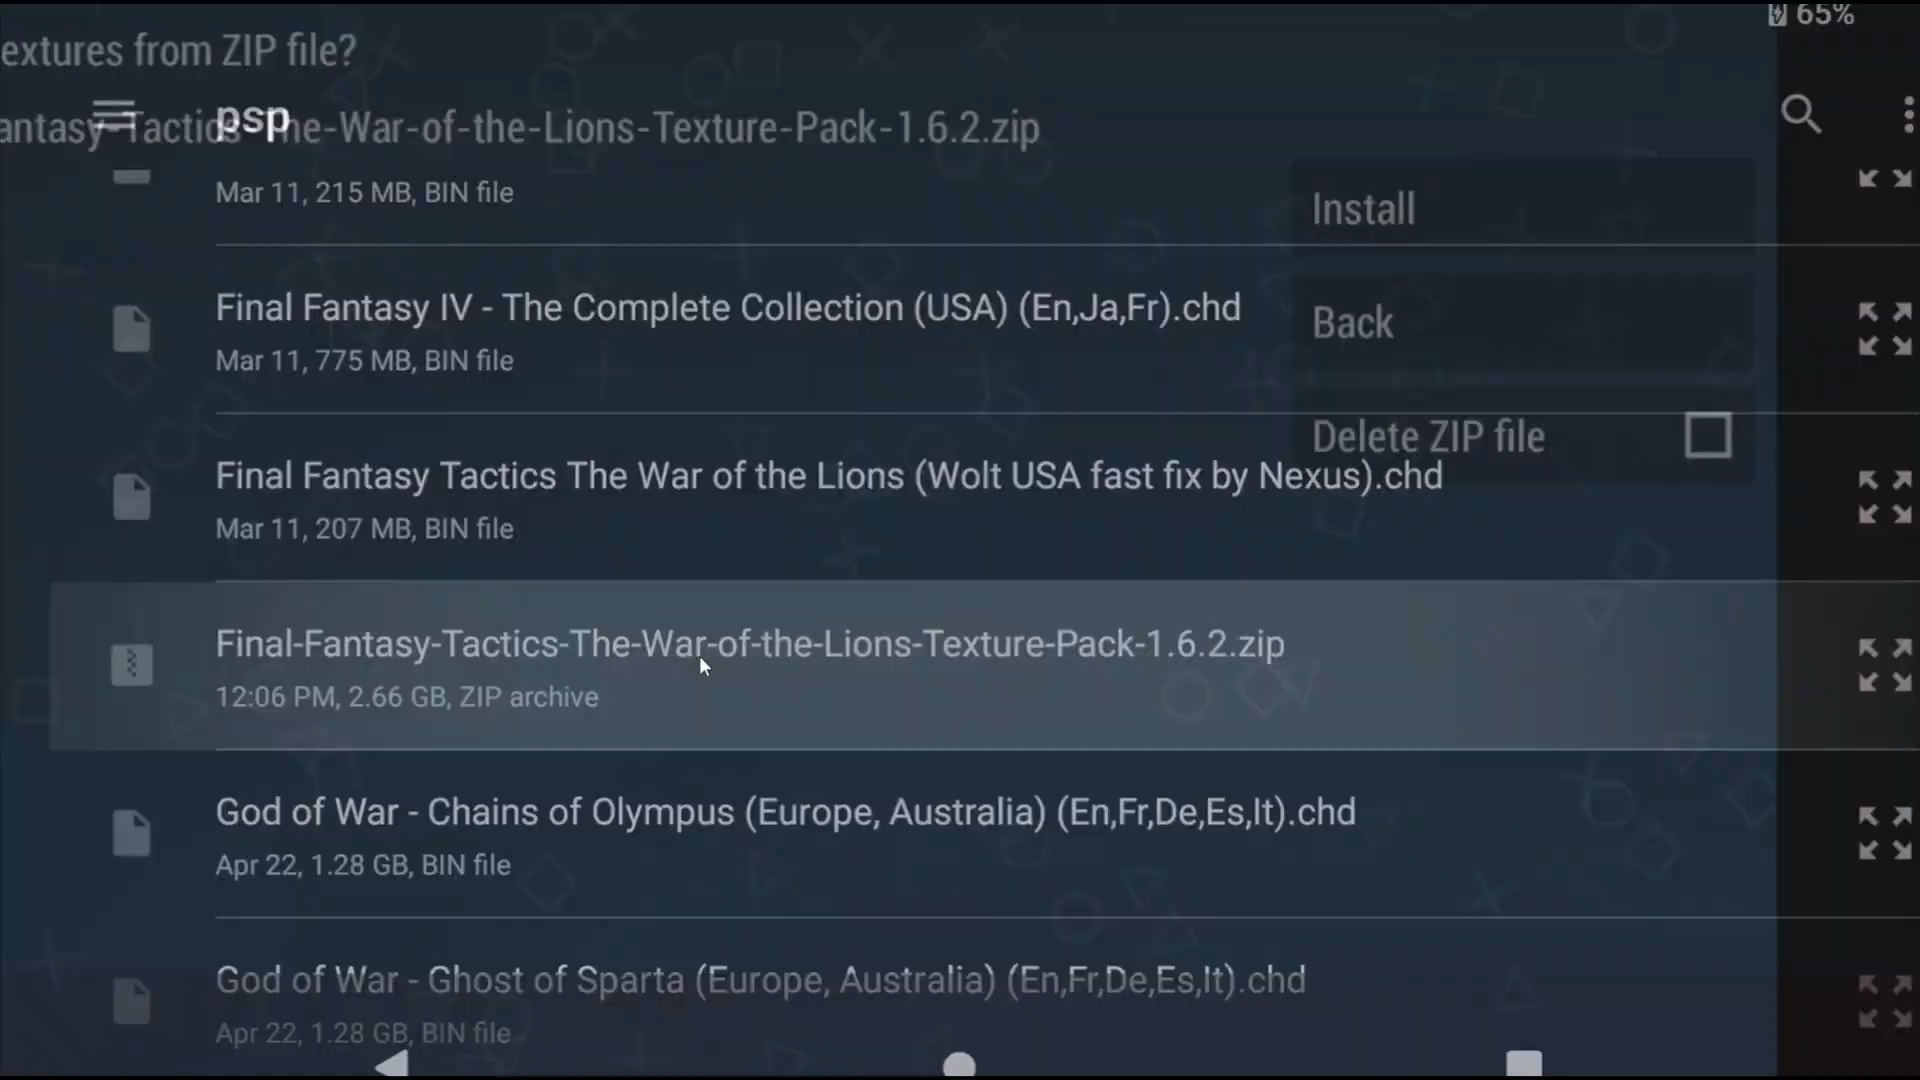 65%
extures from ZIP file?
psp
antasy-Tactics-The-War-of-the-Lions-Texture-Pack-1.6.2.zip
Mar 11, 215 MB, BIN file
Install
Final Fantasy IV - The Complete Collection (USA) (En,Ja,Fr).chd
Mar 11, 775 MB, BIN file
Back
Delete ZIP file
Final Fantasy Tactics The War of the Lions (Wolt USA fast fix by Nexus).chd
Mar 11, 207 MB, BIN file
Final-Fantasy-Tactics-The-War-of-the-Lions-Texture-Pack-1.6.2.zip
12:06 PM, 2.66 GB, ZIP archive
God of War - Chains of Olympus (Europe, Australia) (En,Fr,De,Es,It).chd
Apr 22, 1.28 GB, BIN file
God of War - Ghost of Sparta (Europe, Australia) (En,Fr,De,Es,It).chd
Apr 22, 1.28 GB, BIN file